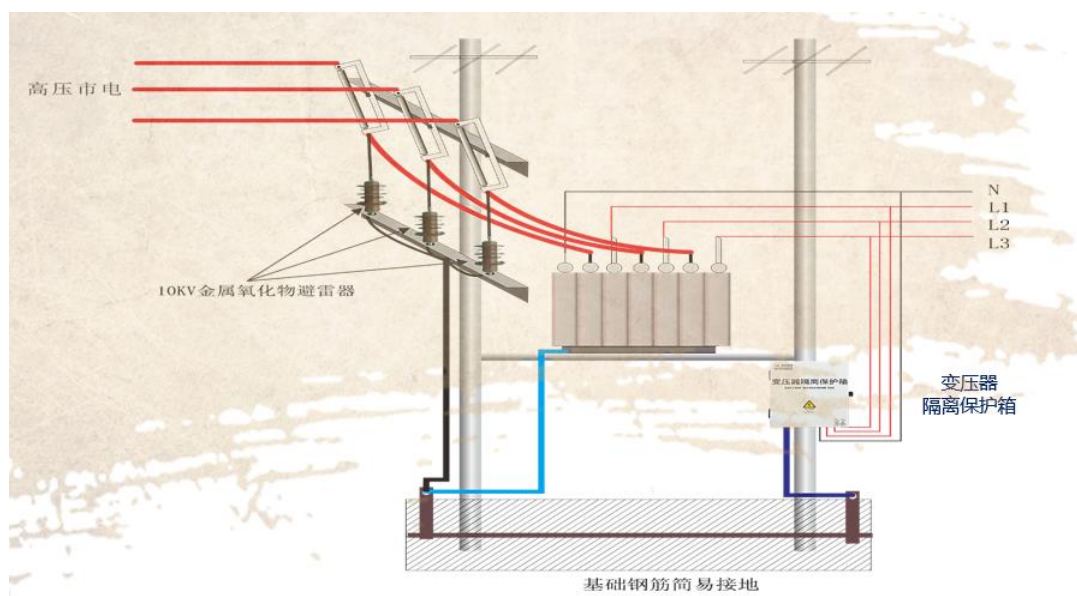 高压市电
N
L1
L2
L3
10KV金属氧化物避雷器
变压器隔离保护箱
变压器
隔离保护箱
基础钢筋简易接地